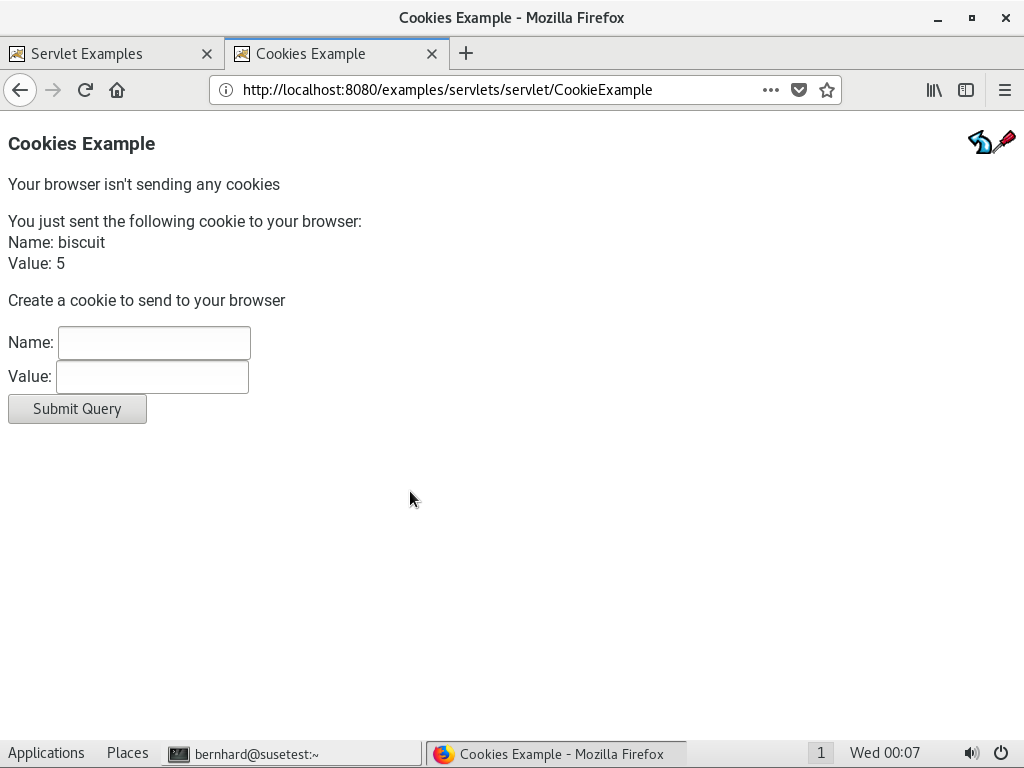 Cookies Example - Mozilla Firefox
Servlet Examples
Cookies Example
http://localhost:8080/examples/servlets/servlet/CookieExample
Cookies Example
Your browser isn't sending any cookies
You just sent the following cookie to your browser:
Name: biscuit
Value: 5
Create a cookie to send to your browser
Name:
Value:
Submit Query
Applications Places bernhard@susetest:~ Cookies Example - Mozilla Firefox 1 Wed 00:07